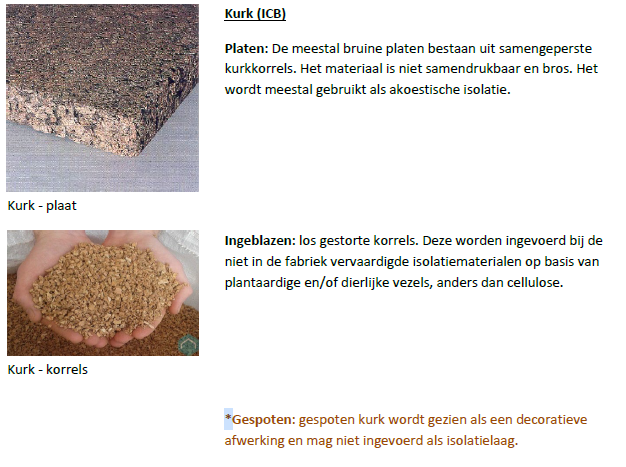 Kurk (ICB)
Platen: De meestal bruine platen bestaan uit samengeperste
kurkkorrels. Het materiaal is niet samendrukbaar en bros. Het
wordt meestal gebruikt als akoestische isolatie.
Kurk - plaat
Ingeblazen: los gestorte korrels. Deze worden ingevoerd bij de
niet in de fabriek vervaardigde isolatiematerialen op basis van
plantaardige en/of dierlijke vezels, anders dan cellulose.
Kurk - korrels
*Gespoten: gespoten kurk wordt gezien als een decoratieve
afwerking en mag niet ingevoerd als isolatielaag.